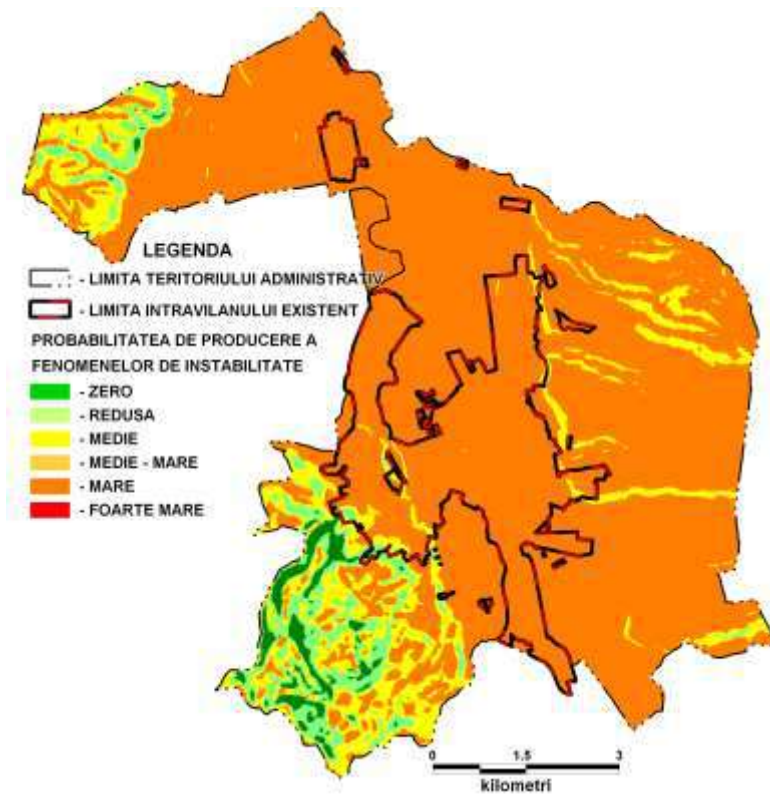 LEGENDA
- LIMITA TERITORIULUI ADMINISTRATIV
- LIMITA INTRAVILANULUI EXISTENT
PROBABILITATEA DE PRODUCERE A
FENOMENELOR DE INSTABILITATE
- ZERO
- REDUSA
- MEDIE
- MEDIE - MARE
- MARE
- FOARTE MARE
0 1.5 3
kilometri